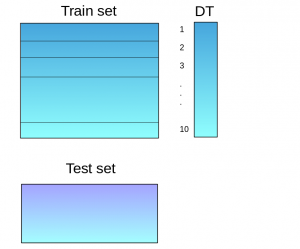 Train set
DT
1
2
3
.
.
.
10
Test set